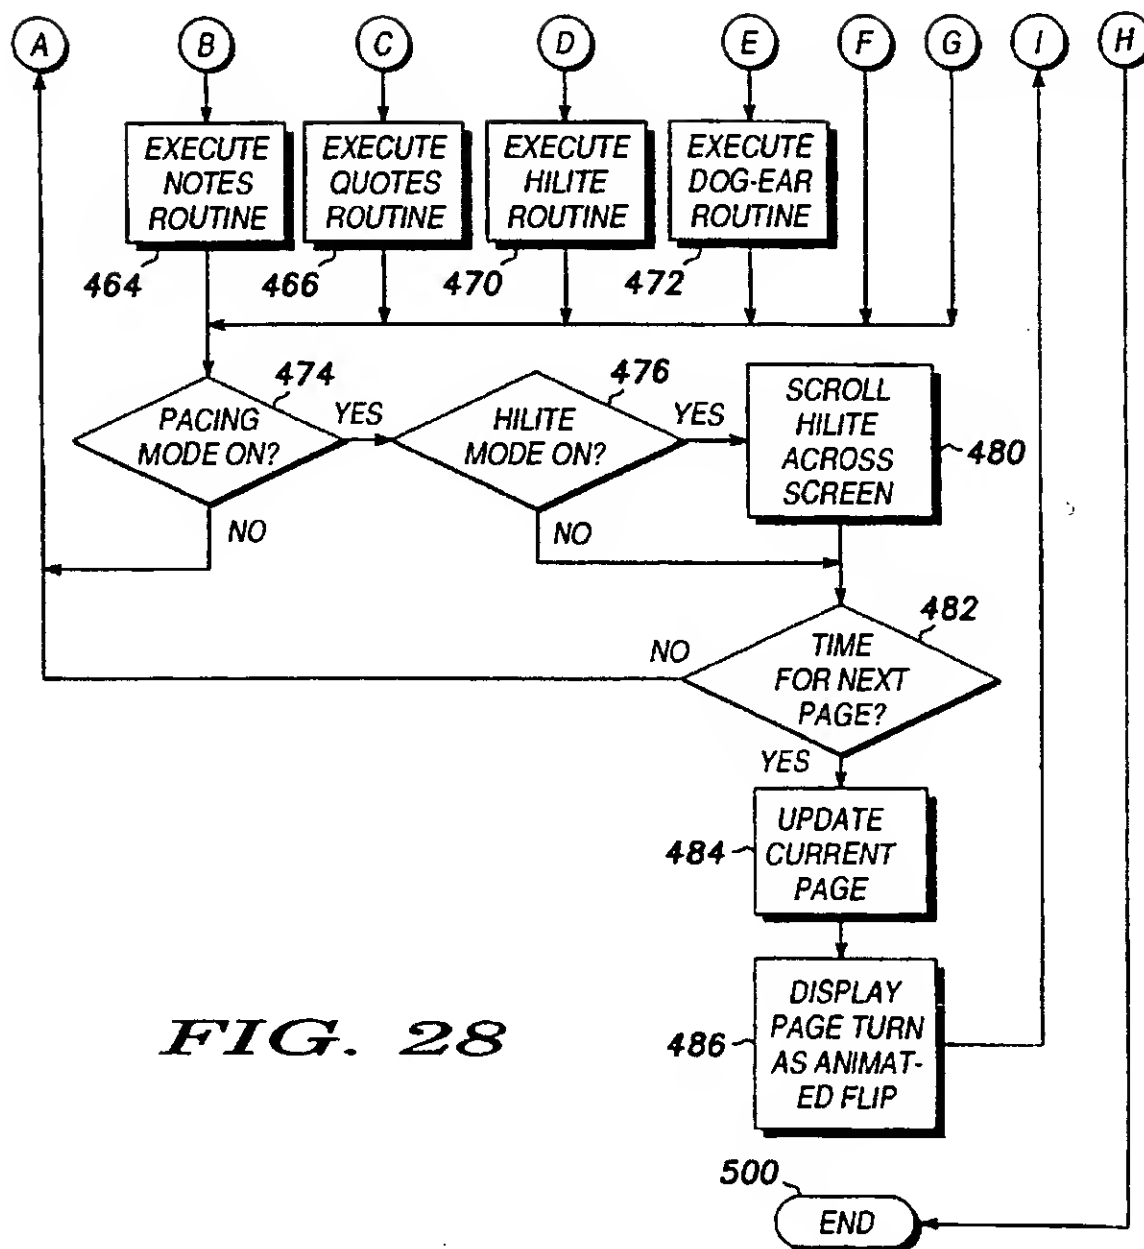 A B C D E F G I H
EXECUTE
NOTES
ROUTINE
464
EXECUTE
QUOTES
ROUTINE
466
EXECUTE
HILITE
ROUTINE
470
EXECUTE
DOG-EAR
ROUTINE
472
PACING
MODE ON?
474
YES
NO
HILITE
MODE ON?
476
YES
NO
SCROLL
HILITE
ACROSS
SCREEN
480
TIME
FOR NEXT
PAGE?
482
NO
YES
UPDATE
CURRENT
PAGE
484
DISPLAY
PAGE TURN
AS ANIMAT-
ED FLIP
486
FIG. 28
500
END